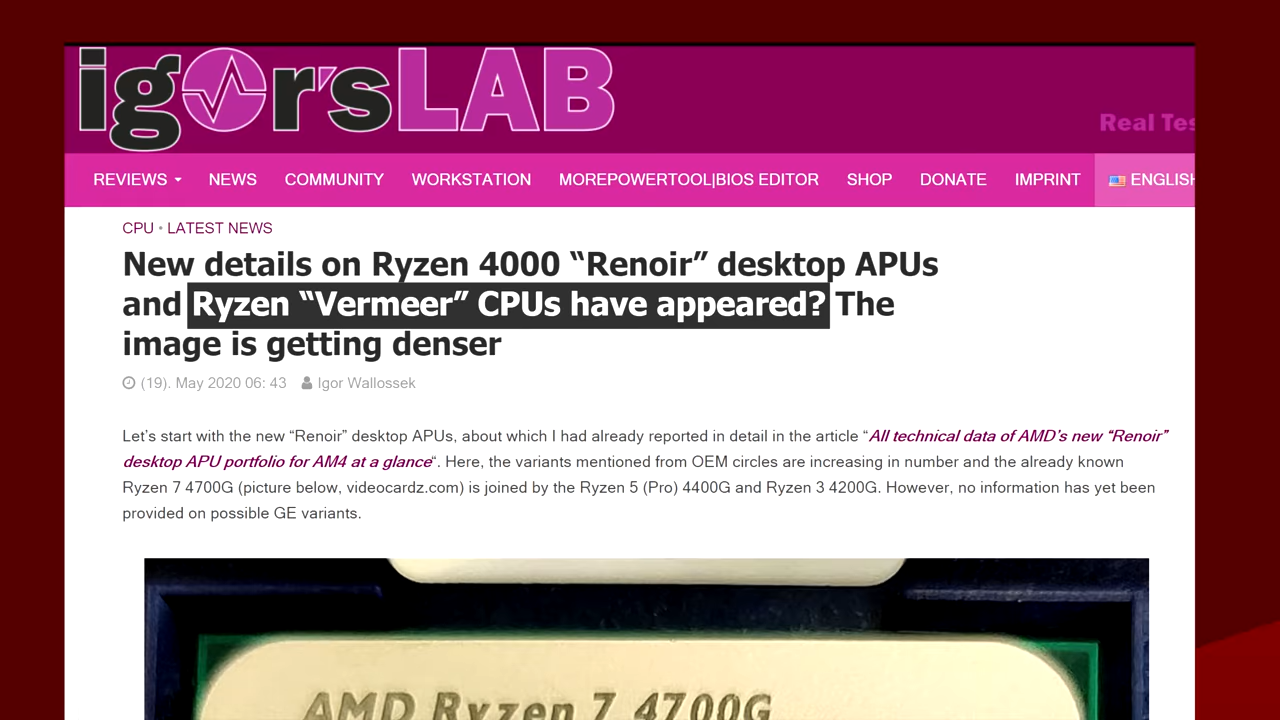 igor'sLAB
Real Tes
REVIEWS NEWS COMMUNITY WORKSTATION MOREPOWERTOOL|BIOS EDITOR SHOP DONATE IMPRINT ENGLISH
CPU • LATEST NEWS
New details on Ryzen 4000 “Renoir” desktop APUs
and Ryzen “Vermeer” CPUs have appeared? The
image is getting denser
(19). May 2020 06: 43 Igor Wallossek
Let’s start with the new “Renoir” desktop APUs, about which I had already reported in detail in the article “All technical data of AMD’s new “Renoir”
desktop APU portfolio for AM4 at a glance“. Here, the variants mentioned from OEM circles are increasing in number and the already known
Ryzen 7 4700G (picture below, videocardz.com) is joined by the Ryzen 5 (Pro) 4400G and Ryzen 3 4200G. However, no information has yet been
provided on possible GE variants.
AMD Ryzen 7 4700G